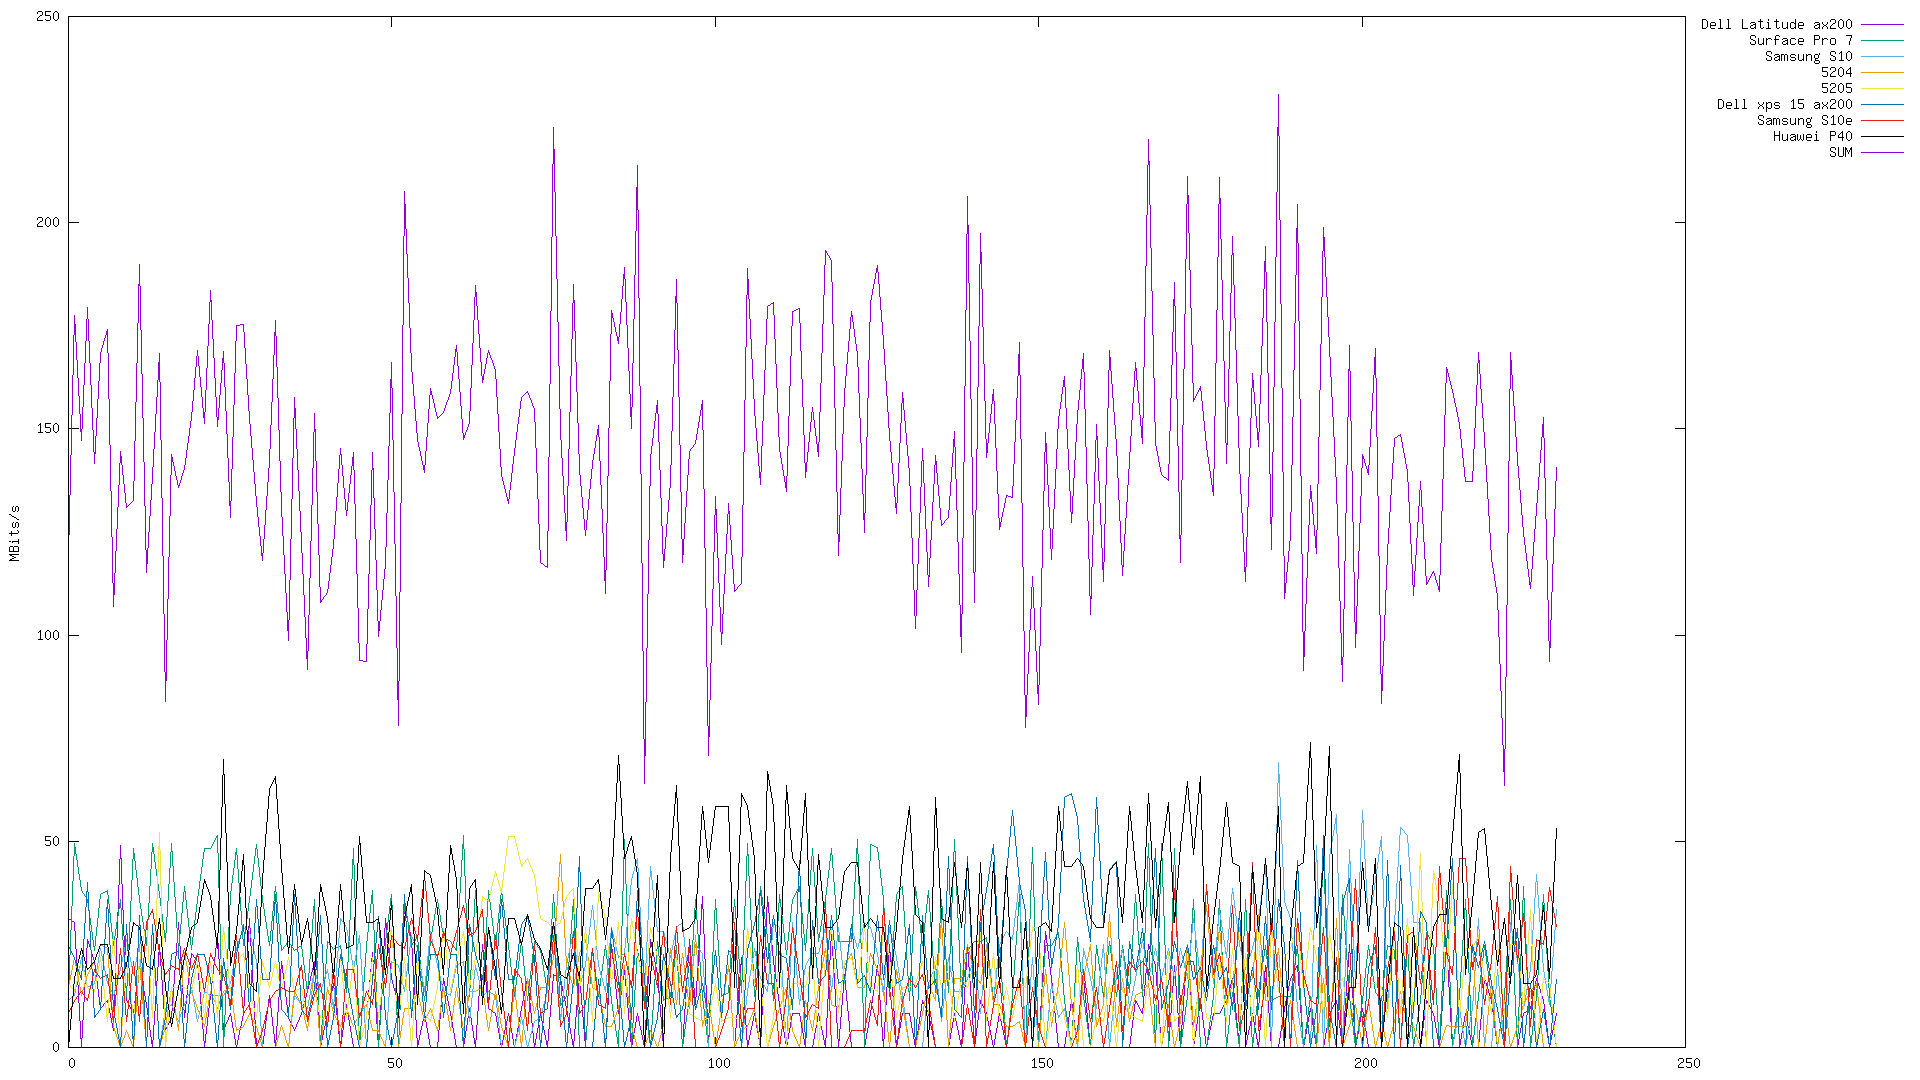 250
200
150
100
50
0
MBits/s
0
50
100
150
200
250
Dell Latitude ax200
Surface Pro 7
Samsung S10
5204
5205
Dell xps 15 ax200
Samsung S10e
Huawei P40
SUM